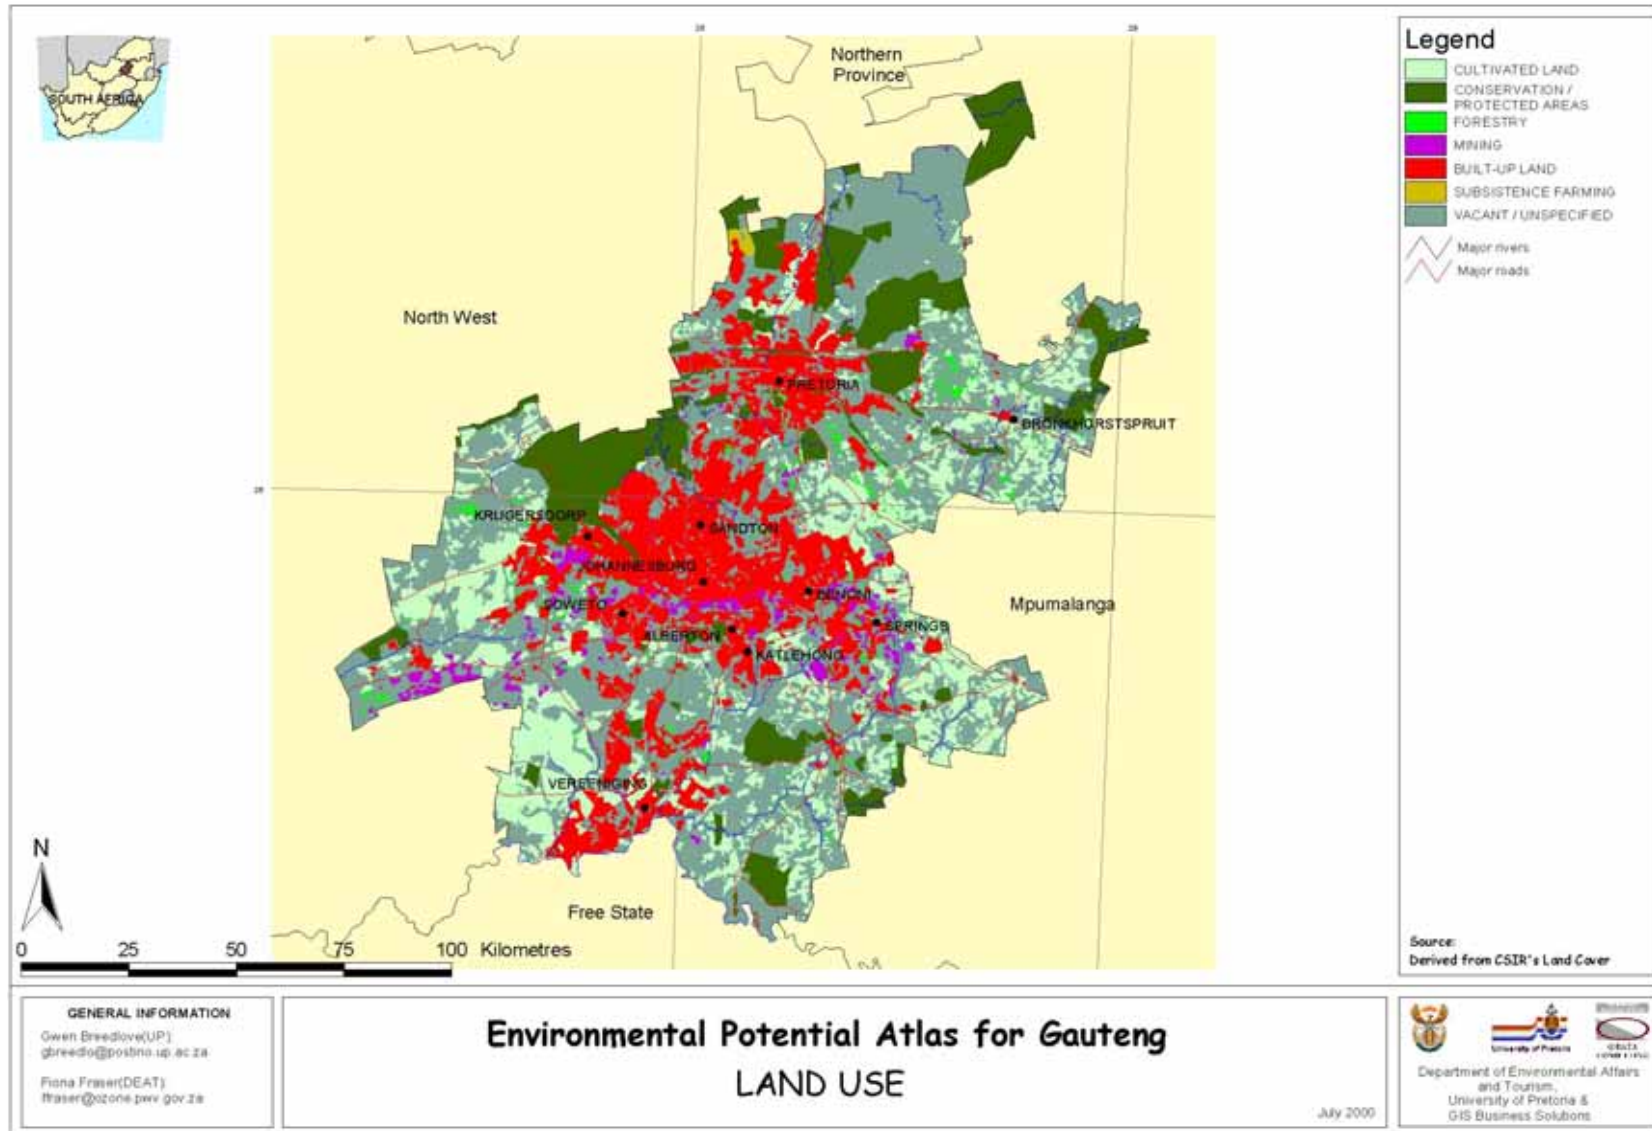 28
29
26
SOUTH AFRICA
Northern
Province
North West
PRETORIA
BRONKHORSTSPRUIT
KRUGERSDORP
SANDTON
JOHANNESBURG
BENONI
Mpumalanga
SOWETO
SPRINGS
ALBERTON
KATLEHONG
VEREENIGING
Free State
N
0 25 50 75 100 Kilometres
Legend
CULTIVATED LAND
CONSERVATION /
PROTECTED AREAS
FORESTRY
MINING
BUILT-UP LAND
SUBSISTENCE FARMING
VACANT / UNSPECIFIED
Major rivers
Major roads
Source:
Derived from CSIR's Land Cover
GENERAL INFORMATION
Gwen Breedlove(UP)
gbreedlo@postino.up.ac.za
Fiona Fraser(DEAT)
ffraser@ozone.pwv.gov.za
Environmental Potential Atlas for Gauteng
LAND USE
July 2000
University of Pretoria
Department of Environmental Affairs
and Tourism,
University of Pretoria &
GIS Business Solutions